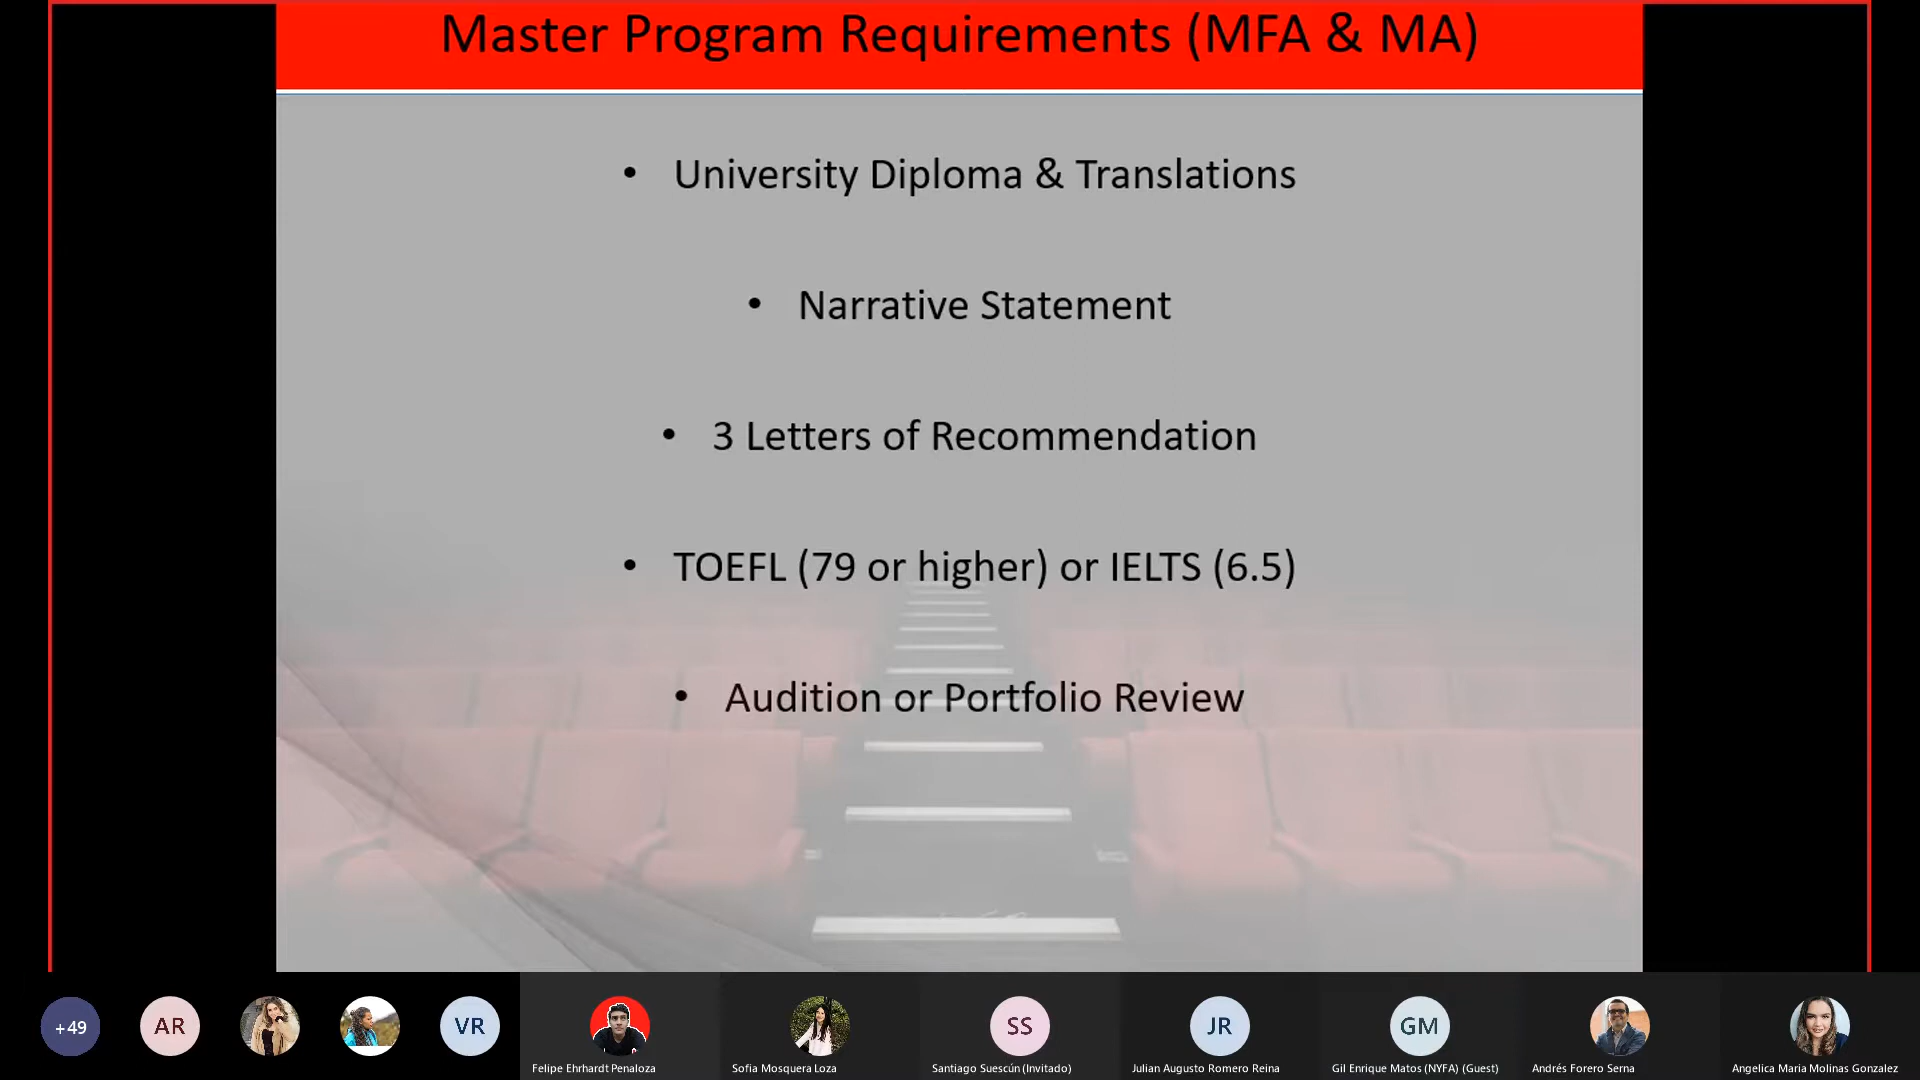 Master Program Requirements (MFA & MA)
• University Diploma & Translations
• Narrative Statement
• 3 Letters of Recommendation
• TOEFL (79 or higher) or IELTS (6.5)
• Audition or Portfolio Review
+49
AR
VR
SS
JR
GM
Felipe Ehrhardt Penaloza
Sofia Mosquera Loza
Santiago Suescún (Invitado)
Julian Augusto Romero Reina
Gil Enrique Matos (NYFA) (Guest)
Andrés Forero Serna
Angelica Maria Molinas Gonzalez